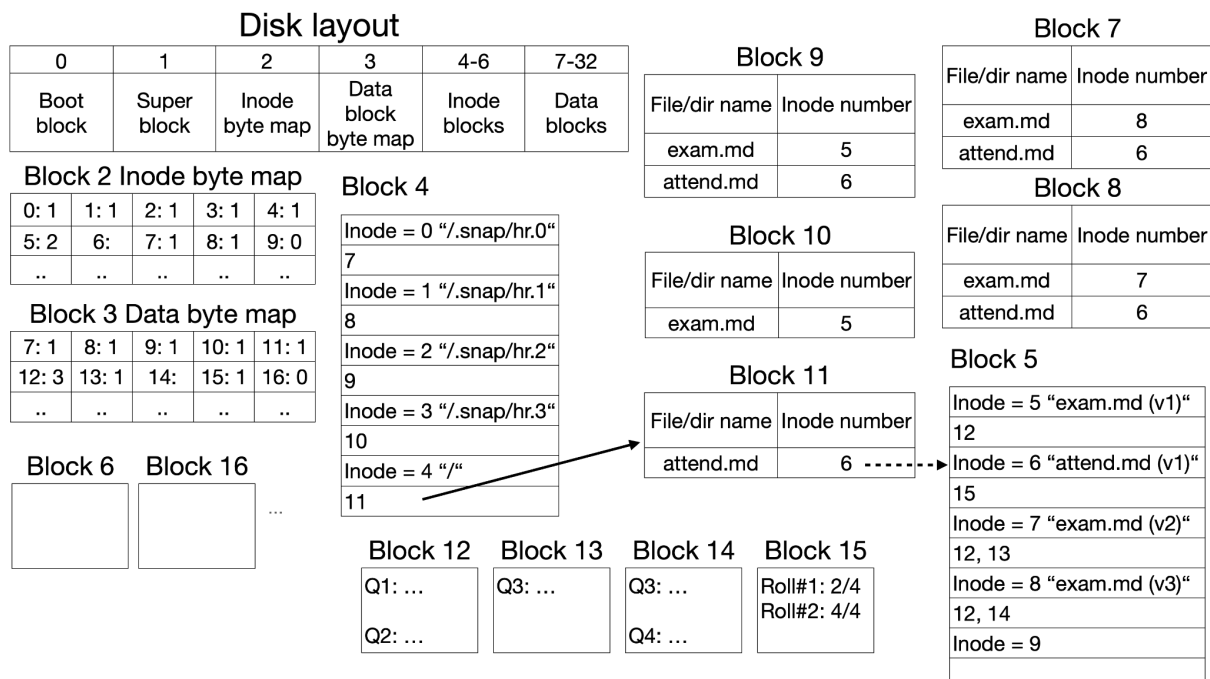 Disk layout
0 1 2 3 4-6 7-32
Boot block Super block Inode byte map Data block byte map Inode blocks Data blocks
Block 2 Inode byte map
0: 1 1: 1 2: 1 3: 1 4: 1
5: 2 6: 7: 1 8: 1 9: 0
.. .. .. .. ..
Block 3 Data byte map
7: 1 8: 1 9: 1 10: 1 11: 1
12: 3 13: 1 14: 15: 1 16: 0
.. .. .. .. ..
Block 6
Block 16
...
Block 4
Inode = 0 “/.snap/hr.0“
7
Inode = 1 “/.snap/hr.1“
8
Inode = 2 “/.snap/hr.2“
9
Inode = 3 “/.snap/hr.3“
10
Inode = 4 “/“
11
Block 9
File/dir name Inode number
exam.md 5
attend.md 6
Block 10
File/dir name Inode number
exam.md 5
Block 11
File/dir name Inode number
attend.md 6
Block 7
File/dir name Inode number
exam.md 8
attend.md 6
Block 8
File/dir name Inode number
exam.md 7
attend.md 6
Block 5
Inode = 5 “exam.md (v1)“
12
Inode = 6 “attend.md (v1)“
15
Inode = 7 “exam.md (v2)“
12, 13
Inode = 8 “exam.md (v3)“
12, 14
Inode = 9
Block 12
Q1: ...
Q2: ...
Block 13
Q3: ...
Block 14
Q3: ...
Q4: ...
Block 15
Roll#1: 2/4
Roll#2: 4/4